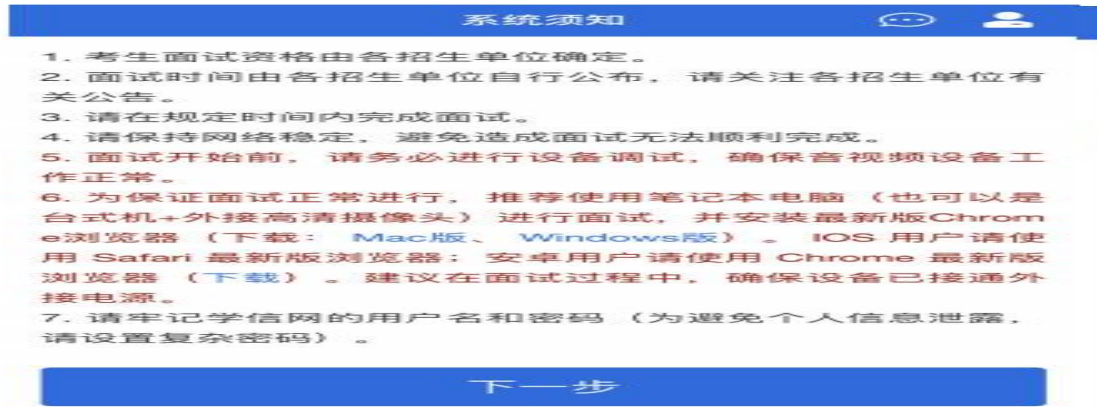 系统须知
1. 考生面试资格由各招生单位确定。
2. 面试时间由各招生单位自行公布，请关注各招生单位有
关公告。
3. 请在规定时间内完成面试。
4. 请保持网络稳定，避免造成面试无法顺利完成。
5. 面试开始前，请务必进行设备调试，确保音视频设备工
作正常。
6. 为保证面试正常进行，推荐使用笔记本电脑（也可以是
台式机+外接高清摄像头）进行面试，并安装最新版Chrom
e浏览器（下载： Mac版、 Windows版）。IOS 用户请使
用 Safari 最新版浏览器；安卓用户请使用 Chrome 最新版
浏览器（下载）。建议在面试过程中，确保设备已接通外
接电源。
7. 请牢记学信网的用户名和密码（为避免个人信息泄露，
请设置复杂密码）。
下一步